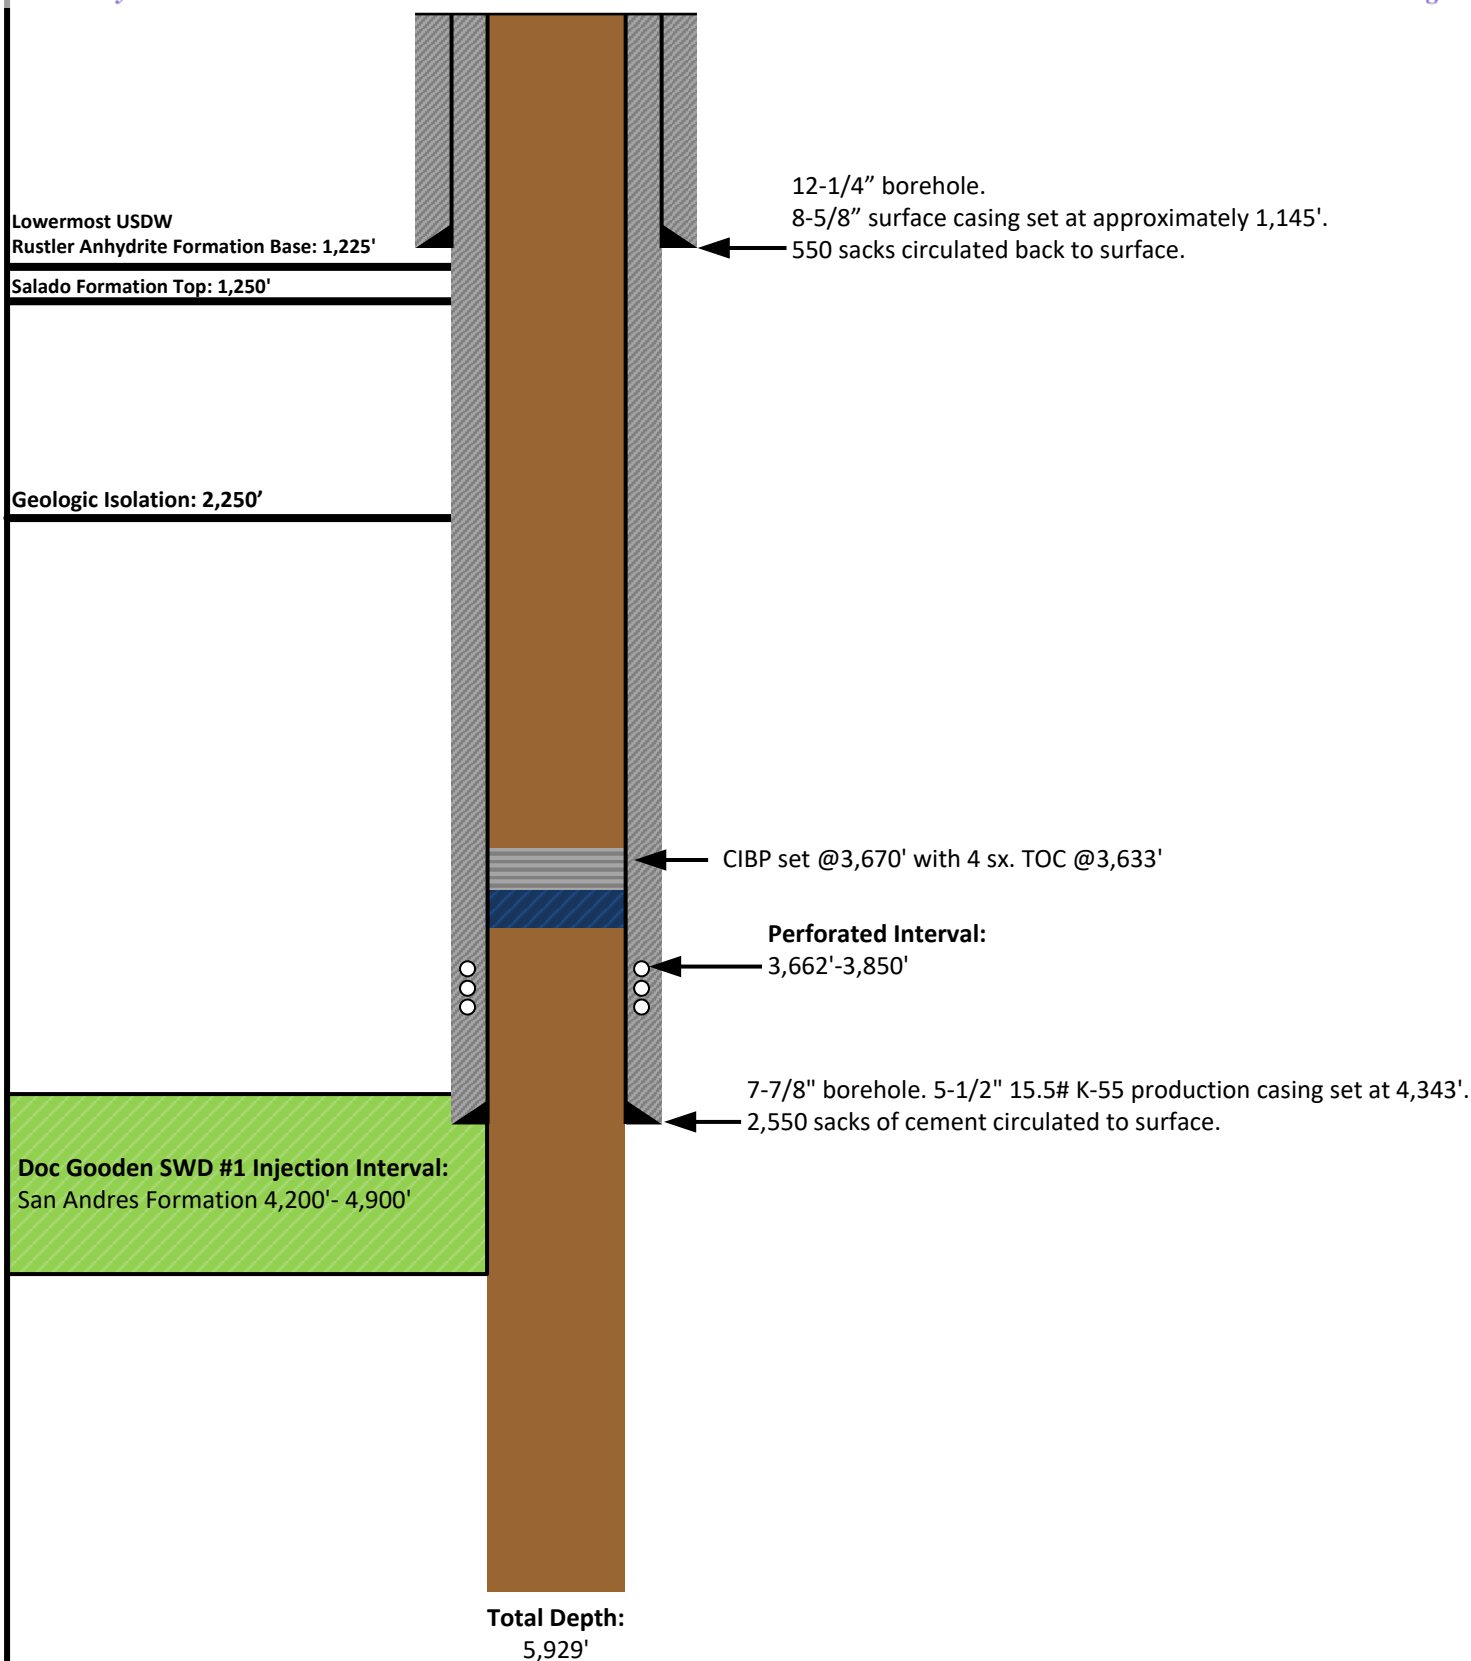 Lowermost USDW
Rustler Anhydrite Formation Base: 1,225'
Salado Formation Top: 1,250'
12-1/4” borehole.
8-5/8” surface casing set at approximately 1,145'.
550 sacks circulated back to surface.
Geologic Isolation: 2,250’
CIBP set @3,670' with 4 sx. TOC @3,633'
Perforated Interval:
3,662'-3,850'
7-7/8" borehole. 5-1/2" 15.5# K-55 production casing set at 4,343'.
2,550 sacks of cement circulated to surface.
Doc Gooden SWD #1 Injection Interval:
San Andres Formation 4,200'- 4,900'
Total Depth:
5,929'